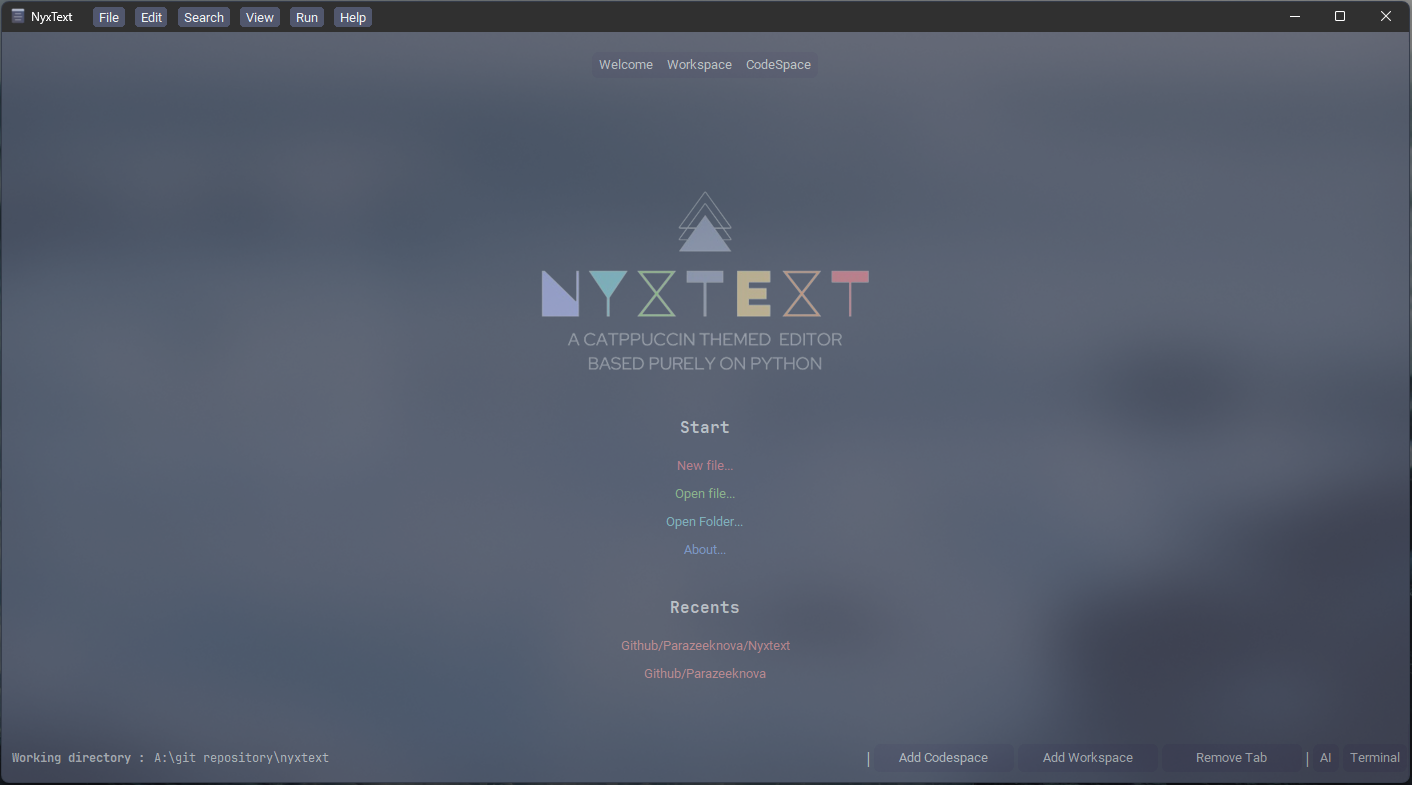 NyxText File Edit Search View Run Help
Welcome Workspace CodeSpace
NYXTEXT
A CATPPUCCIN THEMED EDITOR
BASED PURELY ON PYTHON
Start
New file...
Open file...
Open Folder...
About...
Recents
Github/Parazeeknova/Nyxtext
Github/Parazeeknova
Working directory : A:\git repository\nyxtext | Add Codespace Add Workspace Remove Tab | AI Terminal